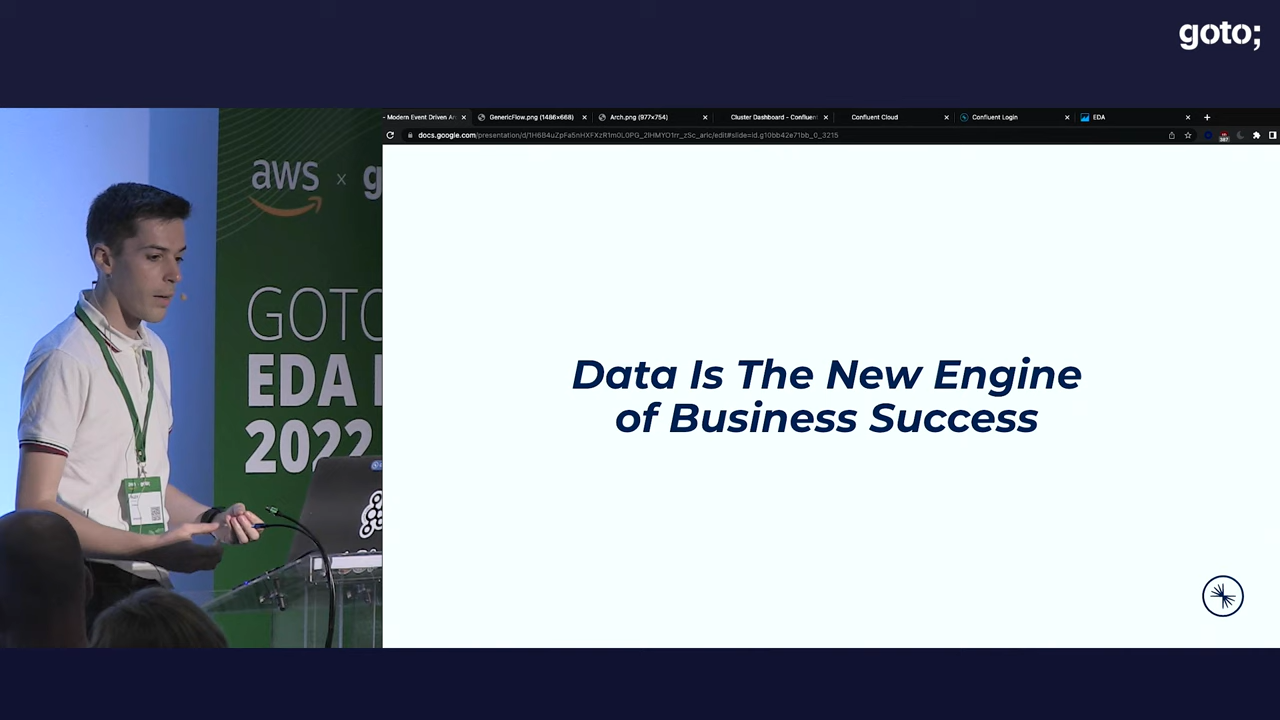 goto;
- Modern Event Driven Arc
GenericFlow.png (1486×668)
Arch.png (977×754)
Cluster Dashboard - Confluent
Confluent Cloud
Confluent Login
EDA
aws x g
GOTO
EDA
2022
Data Is The New Engine
of Business Success